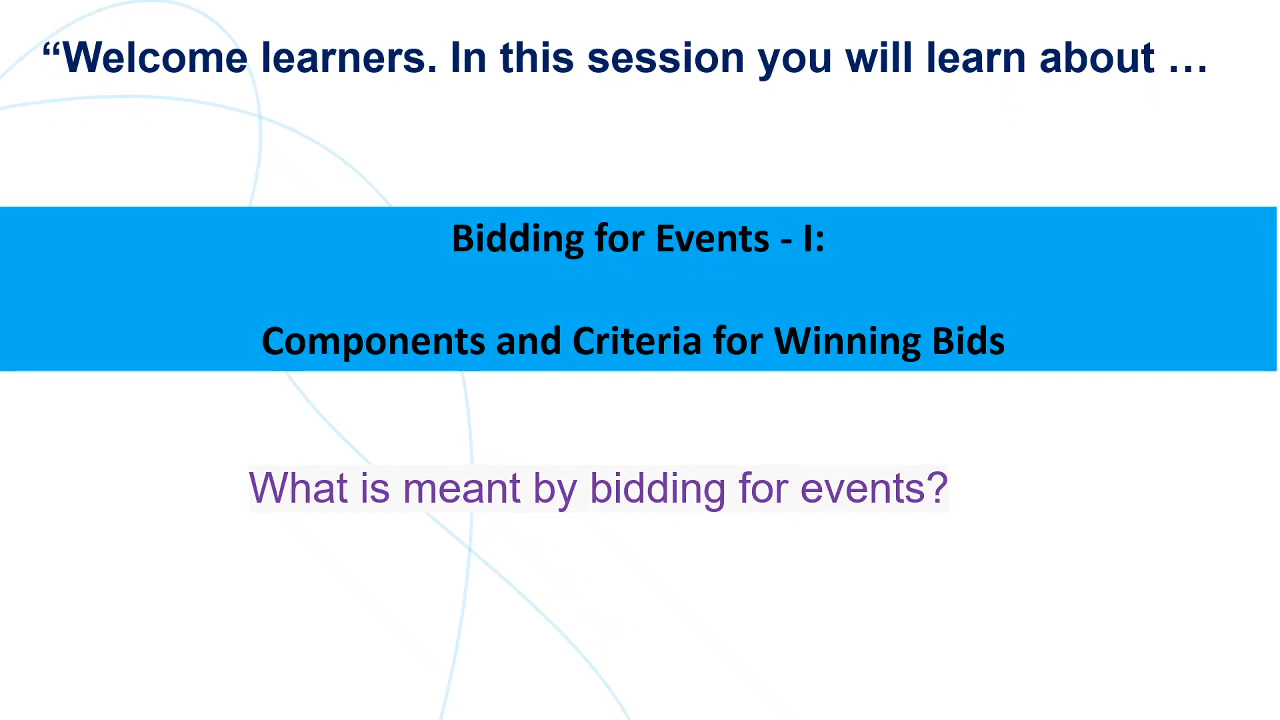 “Welcome learners. In this session you will learn about …
Bidding for Events - I:
Components and Criteria for Winning Bids
What is meant by bidding for events?